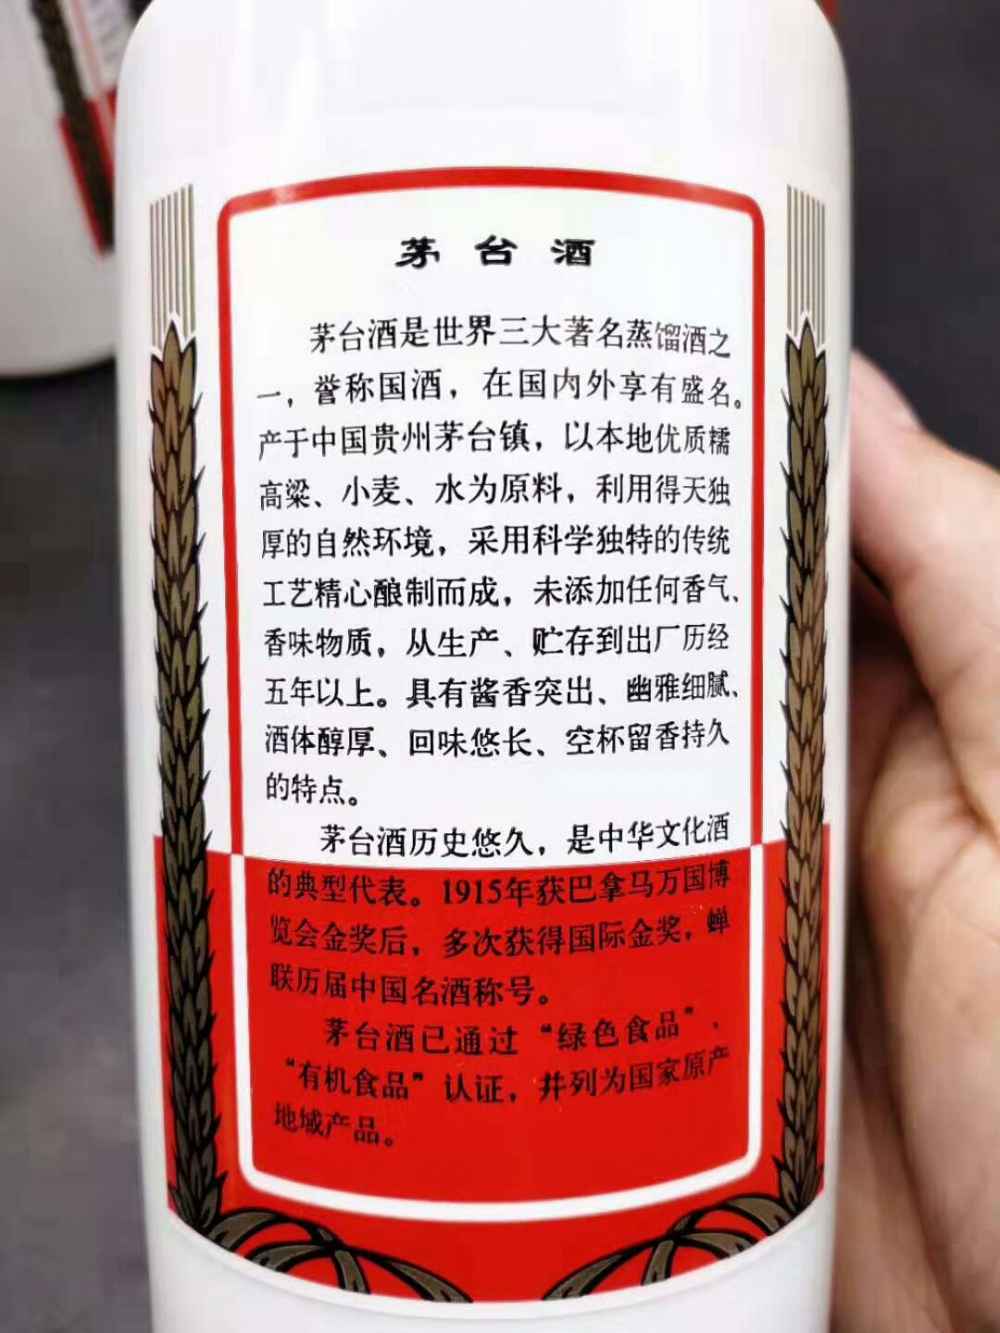 茅台酒
茅台酒是世界三大著名蒸馏酒之
一，誉称国酒，在国内外享有盛名。
产于中国贵州茅台镇，以本地优质糯
高粱、小麦、水为原料，利用得天独
厚的自然环境，采用科学独特的传统
工艺精心酿制而成，未添加任何香气、
香味物质，从生产、贮存到出厂历经
五年以上。具有酱香突出、幽雅细腻、
酒体醇厚、回味悠长、空杯留香持久
的特点。
茅台酒历史悠久，是中华文化酒
的典型代表。1915年获巴拿马万国博
览会金奖后，多次获得国际金奖，蝉
联历届中国名酒称号。
茅台酒已通过“绿色食品”、
“有机食品”认证，并列为国家原产
地域产品。